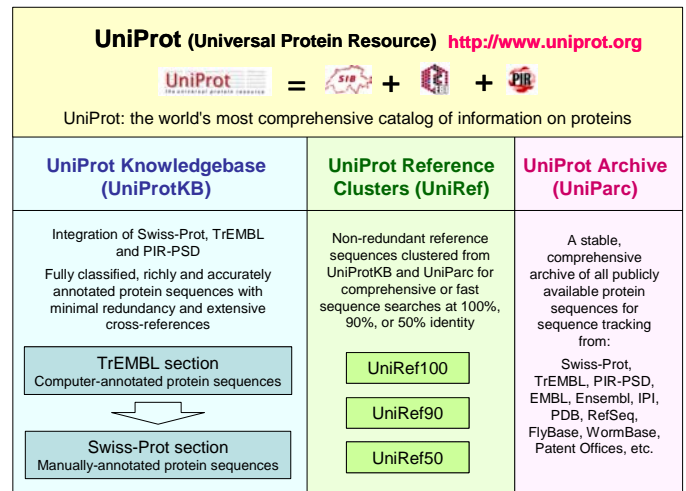 UniProt (Universal Protein Resource) http://www.uniprot.org
UniProt = SIB + + PIR
the universal protein resource
UniProt: the world's most comprehensive catalog of information on proteins
UniProt Knowledgebase
(UniProtKB)
Integration of Swiss-Prot, TrEMBL
and PIR-PSD
Fully classified, richly and accurately
annotated protein sequences with
minimal redundancy and extensive
cross-references
TrEMBL section
Computer-annotated protein sequences
Swiss-Prot section
Manually-annotated protein sequences
UniProt Reference
Clusters (UniRef)
Non-redundant reference
sequences clustered from
UniProtKB and UniParc for
comprehensive or fast
sequence searches at 100%,
90%, or 50% identity
UniRef100
UniRef90
UniRef50
UniProt Archive
(UniParc)
A stable,
comprehensive
archive of all publicly
available protein
sequences for
sequence tracking
from:
Swiss-Prot,
TrEMBL, PIR-PSD,
EMBL, Ensembl, IPI,
PDB, RefSeq,
FlyBase, WormBase,
Patent Offices, etc.